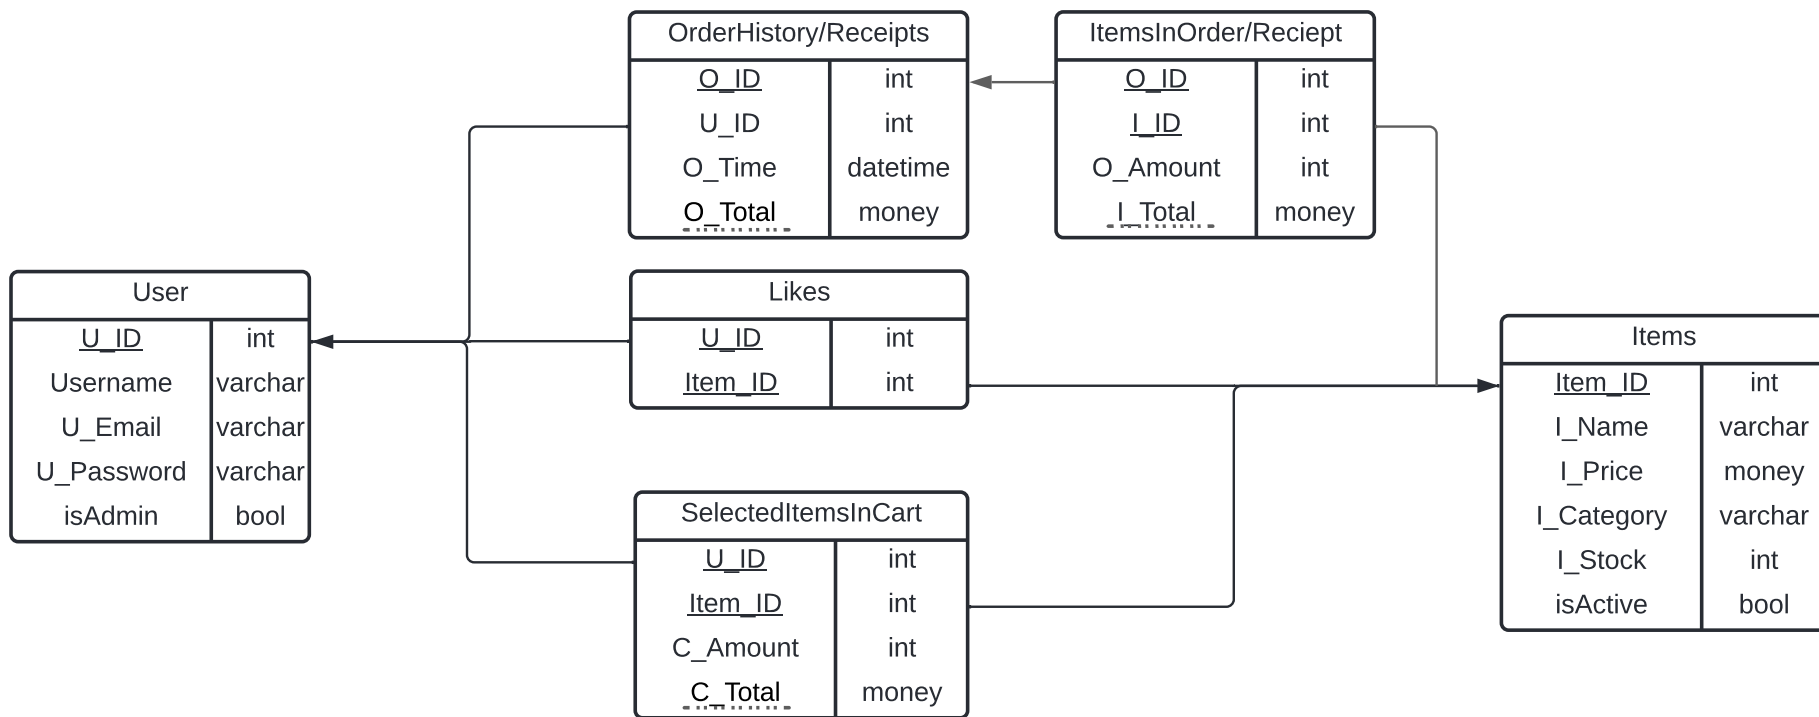 OrderHistory/Receipts
O_ID int
U_ID int
O_Time datetime
O_Total money
ItemsInOrder/Reciept
O_ID int
I_ID int
O_Amount int
I_Total money
User
U_ID int
Username varchar
U_Email varchar
U_Password varchar
isAdmin bool
Likes
U_ID int
Item_ID int
Items
Item_ID int
I_Name varchar
I_Price money
I_Category varchar
I_Stock int
isActive bool
SelectedItemsInCart
U_ID int
Item_ID int
C_Amount int
C_Total money